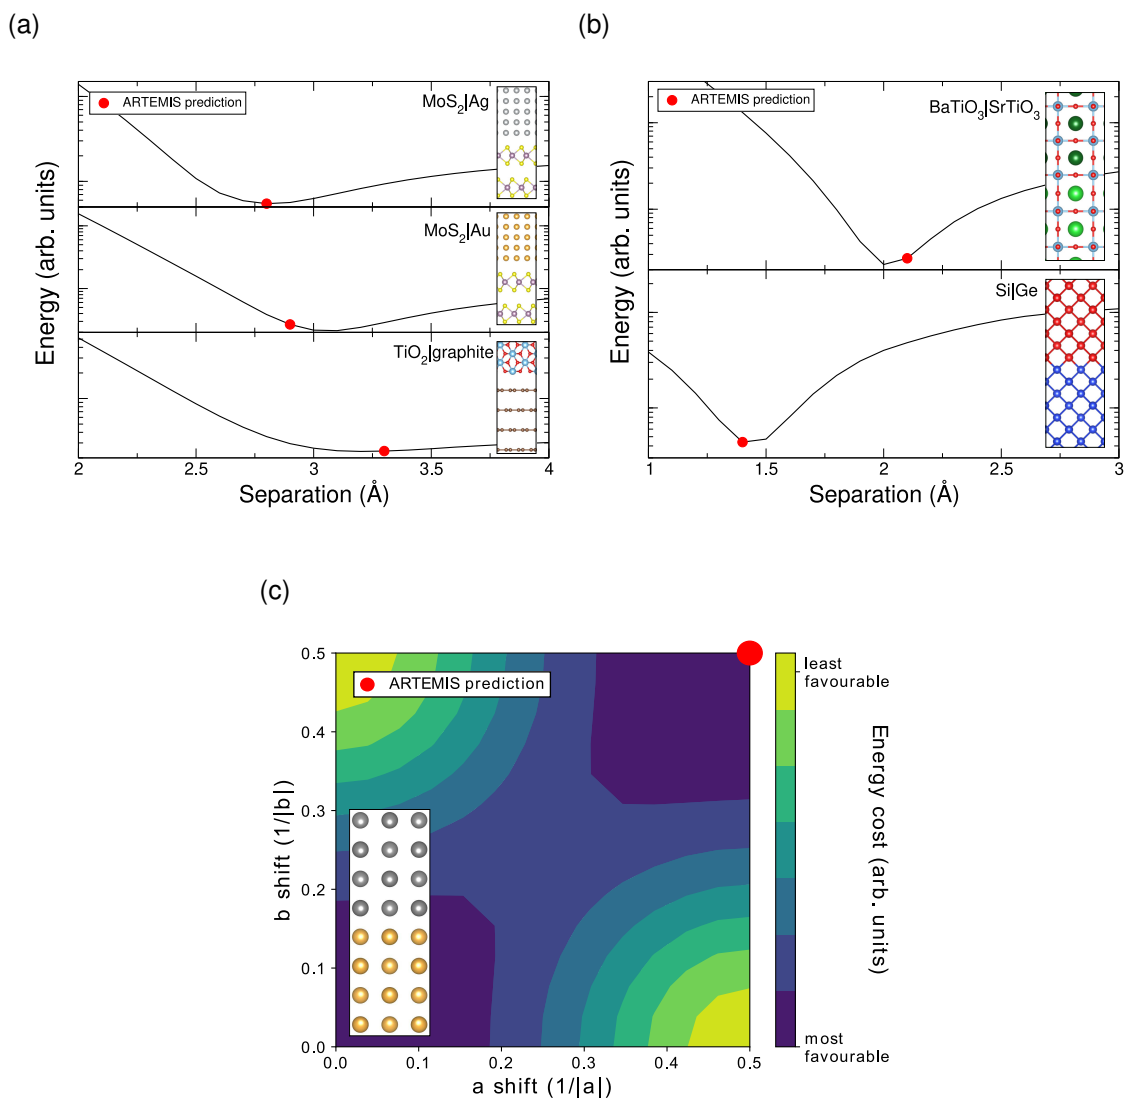 (a)
(b)
ARTEMIS prediction
MoS2|Ag
MoS2|Au
TiO2|graphite
Energy (arb. units)
2
2.5
3
3.5
4
Separation (Å)
ARTEMIS prediction
BaTiO3|SrTiO3
Si|Ge
Energy (arb. units)
1
1.5
2
2.5
3
Separation (Å)
(c)
ARTEMIS prediction
0.5
0.4
0.3
0.2
0.1
0.0
b shift (1/|b|)
0.0
0.1
0.2
0.3
0.4
0.5
a shift (1/|a|)
least
favourable
most
favourable
Energy cost (arb. units)